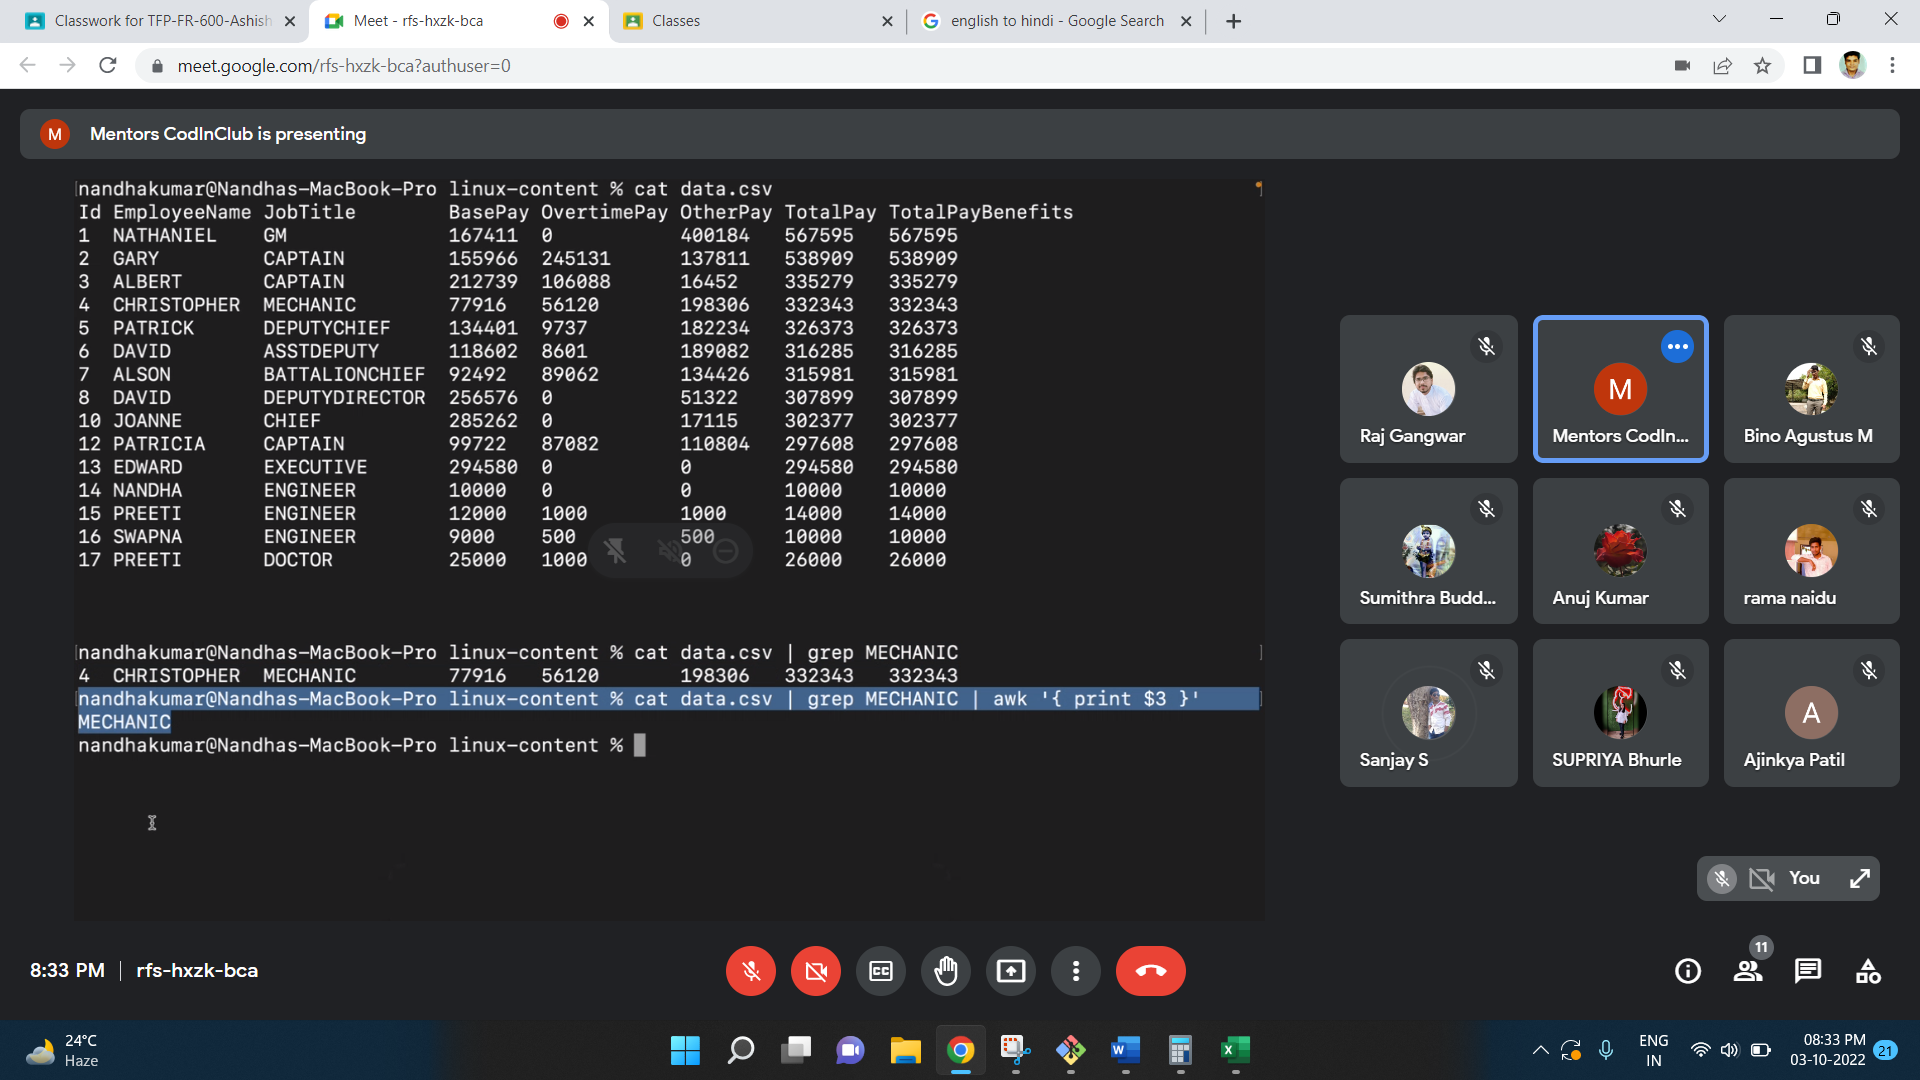 Classwork for TFP-FR-600-Ashish
Meet - rfs-hxzk-bca
Classes
english to hindi - Google Search
meet.google.com/rfs-hxzk-bca?authuser=0
M
Mentors CodInClub is presenting
nandhakumar@Nandhas-MacBook-Pro linux-content % cat data.csv
Id EmployeeName JobTitle BasePay OvertimePay OtherPay TotalPay TotalPayBenefits
1 NATHANIEL GM 167411 0 400184 567595 567595
2 GARY CAPTAIN 155966 245131 137811 538909 538909
3 ALBERT CAPTAIN 212739 106088 16452 335279 335279
4 CHRISTOPHER MECHANIC 77916 56120 198306 332343 332343
5 PATRICK DEPUTYCHIEF 134401 9737 182234 326373 326373
6 DAVID ASSTDEPUTY 118602 8601 189082 316285 316285
7 ALSON BATTALIONCHIEF 92492 89062 134426 315981 315981
8 DAVID DEPUTYDIRECTOR 256576 0 51322 307899 307899
10 JOANNE CHIEF 285262 0 17115 302377 302377
12 PATRICIA CAPTAIN 99722 87082 110804 297608 297608
13 EDWARD EXECUTIVE 294580 0 0 294580 294580
14 NANDHA ENGINEER 10000 0 0 10000 10000
15 PREETI ENGINEER 12000 1000 1000 14000 14000
16 SWAPNA ENGINEER 9000 500 500 10000 10000
17 PREETI DOCTOR 25000 1000 0 26000 26000
nandhakumar@Nandhas-MacBook-Pro linux-content % cat data.csv | grep MECHANIC
4 CHRISTOPHER MECHANIC 77916 56120 198306 332343 332343
nandhakumar@Nandhas-MacBook-Pro linux-content % cat data.csv | grep MECHANIC | awk '{ print $3 }'
MECHANIC
nandhakumar@Nandhas-MacBook-Pro linux-content %
Raj Gangwar
M
Mentors CodIn...
Bino Agustus M
Sumithra Budd...
Anuj Kumar
rama naidu
Sanjay S
SUPRIYA Bhurle
A
Ajinkya Patil
You
8:33 PM | rfs-hxzk-bca
11
24°C
Haze
ENG
IN
08:33 PM
03-10-2022
21